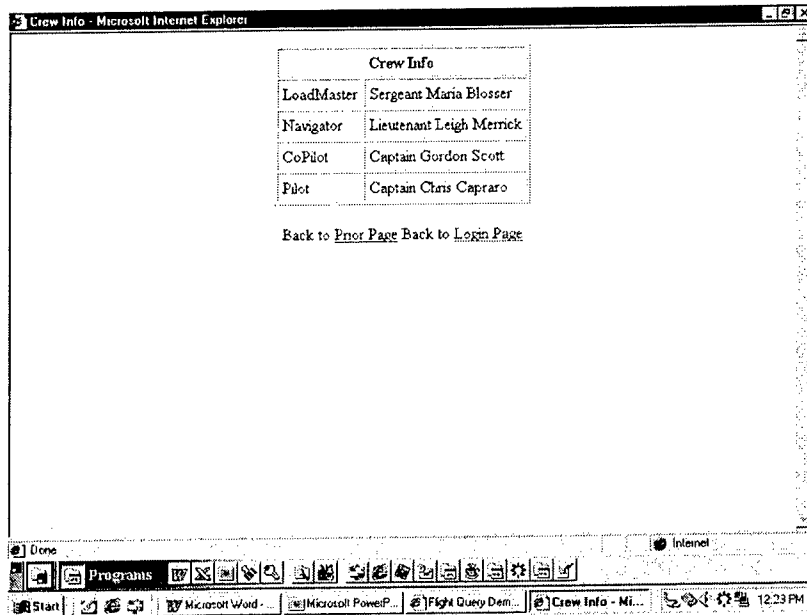 Crew Info - Microsoft Internet Explorer
Crew Info
LoadMaster Sergeant Maria Blosser
Navigator Lieutenant Leigh Merrick
CoPilot Captain Gordon Scott
Pilot Captain Chris Capraro
Back to Prior Page Back to Login Page
Done Internet
Programs
Start Microsoft Word - ... Microsoft PowerP... Flight Query Dem... Crew Info - Mi... 12:23 PM